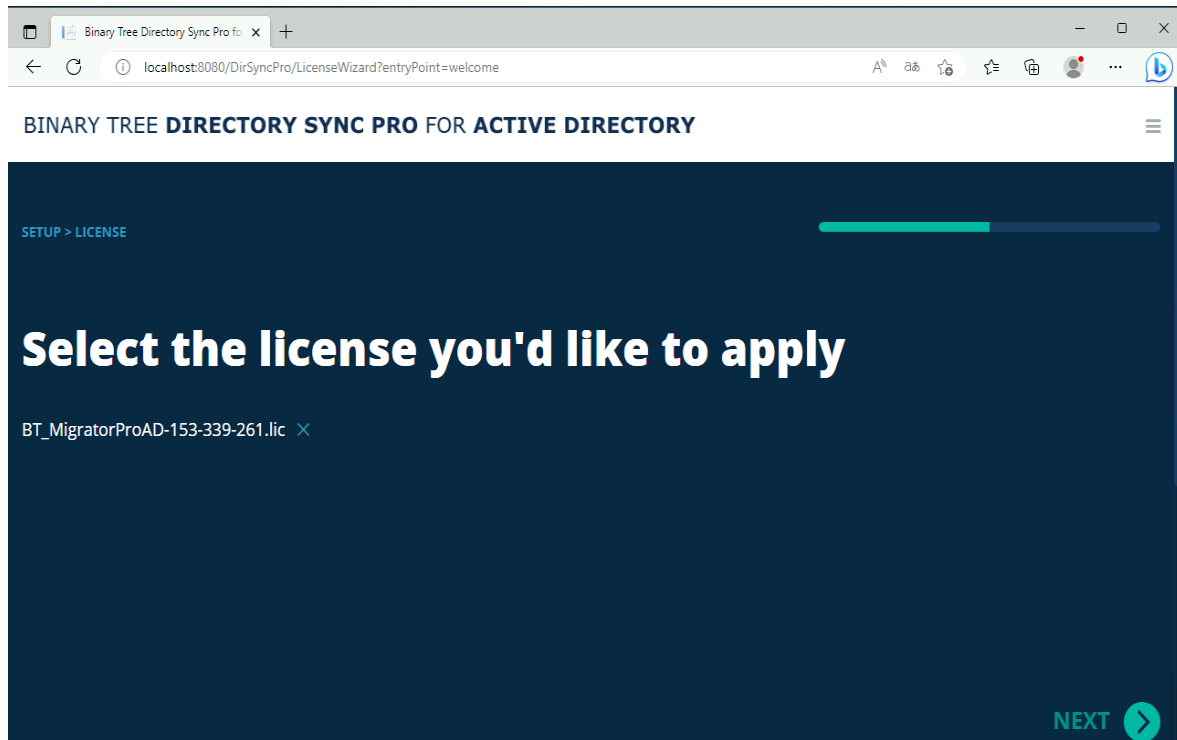 Binary Tree Directory Sync Pro fo
localhost:8080/DirSyncPro/LicenseWizard?entryPoint=welcome
BINARY TREE DIRECTORY SYNC PRO FOR ACTIVE DIRECTORY
SETUP > LICENSE
Select the license you'd like to apply
BT_MigratorProAD-153-339-261.lic
NEXT